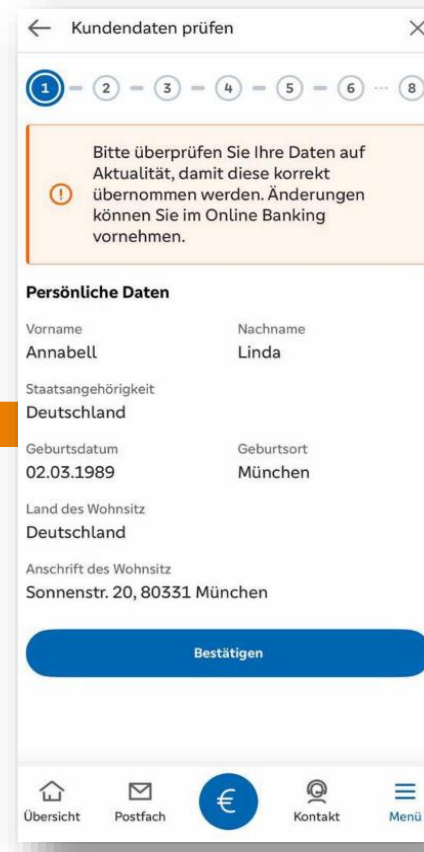 Kundendaten prüfen
1 2 3 4 5 6 ... 8
Bitte überprüfen Sie Ihre Daten auf
Aktualität, damit diese korrekt
übernommen werden. Änderungen
können Sie im Online Banking
vornehmen.
Persönliche Daten
Vorname Nachname
Annabell Linda
Staatsangehörigkeit
Deutschland
Geburtsdatum Geburtsort
02.03.1989 München
Land des Wohnsitz
Deutschland
Anschrift des Wohnsitz
Sonnenstr. 20, 80331 München
Bestätigen
€
Übersicht Postfach Kontakt Menü